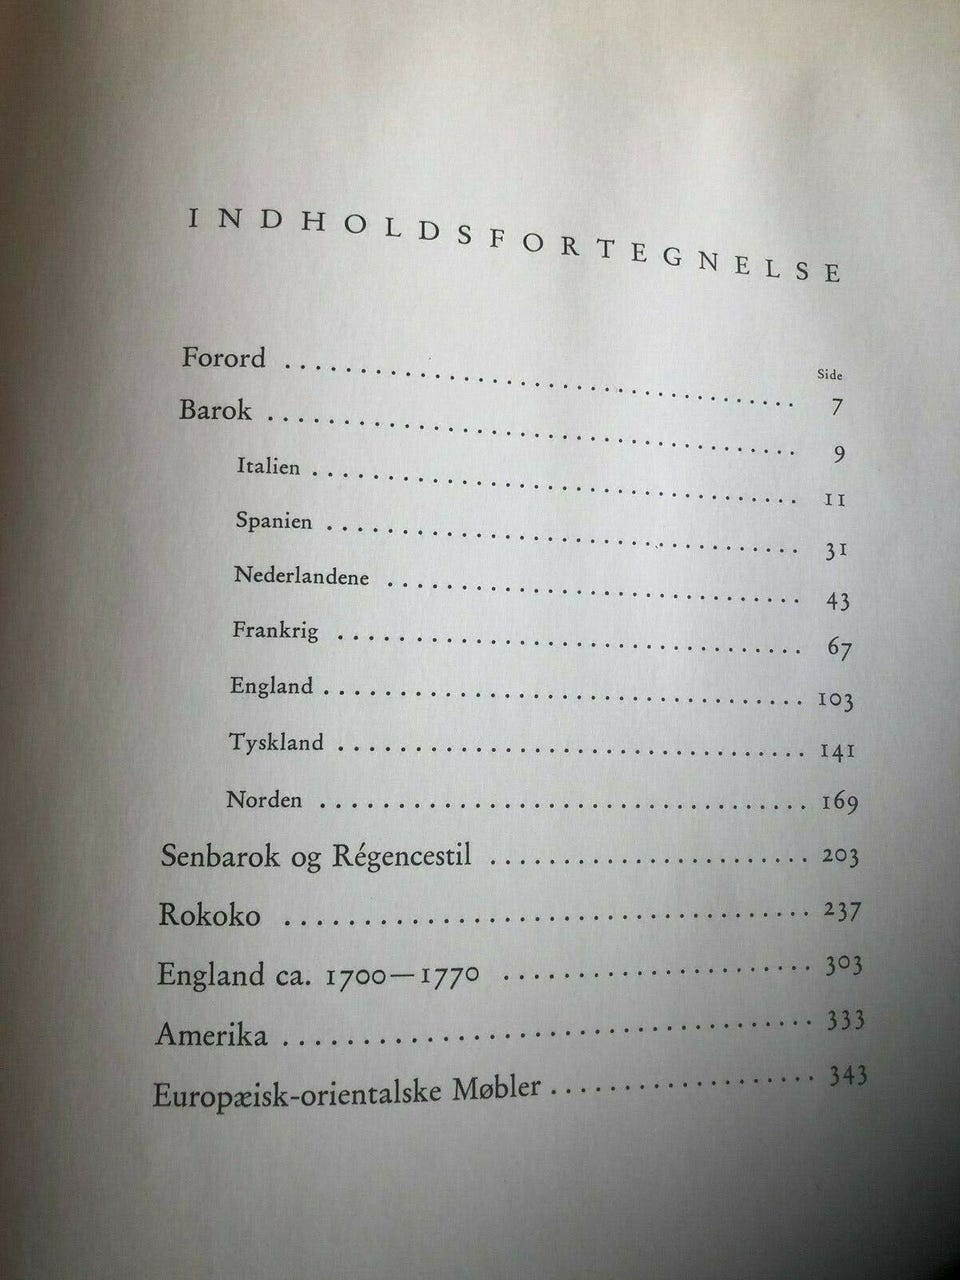 INDHOLDSFORTEGNELSE
Side
Forord . . . . . . . . . . . . . . . . . . . . . . . . . . . . . . . . . . 7
Barok . . . . . . . . . . . . . . . . . . . . . . . . . . . . . . . . . . . 9
Italien . . . . . . . . . . . . . . . . . . . . . . . . . . . . . . . . 11
Spanien . . . . . . . . . . . . . . . . . . . . . . . . . . . . . . . 31
Nederlandene . . . . . . . . . . . . . . . . . . . . . . . . . . . 43
Frankrig . . . . . . . . . . . . . . . . . . . . . . . . . . . . . . 67
England . . . . . . . . . . . . . . . . . . . . . . . . . . . . . . . 103
Tyskland . . . . . . . . . . . . . . . . . . . . . . . . . . . . . . 141
Norden . . . . . . . . . . . . . . . . . . . . . . . . . . . . . . . 169
Senbarok og Régencestil . . . . . . . . . . . . . . . . . . . . 203
Rokoko . . . . . . . . . . . . . . . . . . . . . . . . . . . . . . . . 237
England ca. 1700—1770 . . . . . . . . . . . . . . . . . . . . 303
Amerika . . . . . . . . . . . . . . . . . . . . . . . . . . . . . . . 333
Europæisk-orientalske Møbler . . . . . . . . . . . . . . . . 343